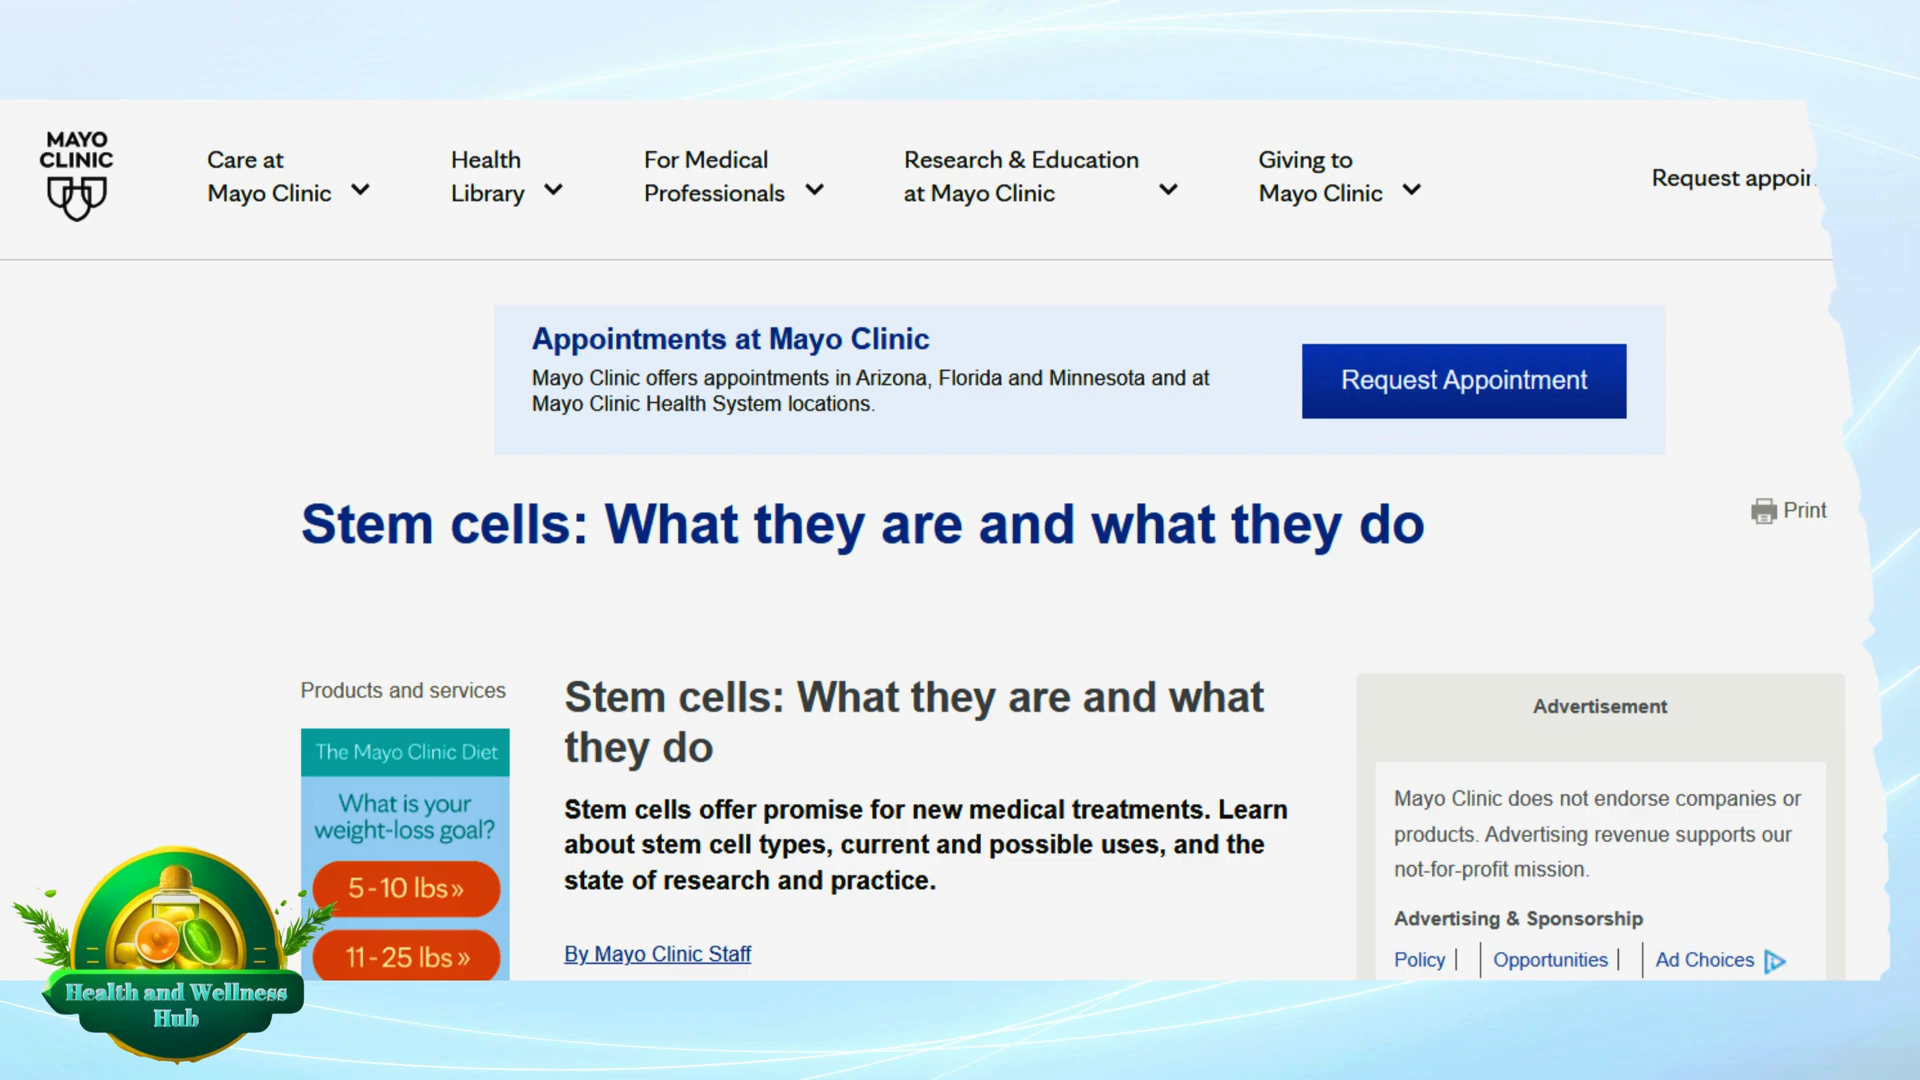 MAYO
CLINIC
Care at
Mayo Clinic
Health
Library
For Medical
Professionals
Research & Education
at Mayo Clinic
Giving to
Mayo Clinic
Request appoin
Appointments at Mayo Clinic
Mayo Clinic offers appointments in Arizona, Florida and Minnesota and at
Mayo Clinic Health System locations.
Request Appointment
Stem cells: What they are and what they do
Print
Products and services
The Mayo Clinic Diet
What is your
weight-loss goal?
5-10 lbs»
11-25 lbs»
Stem cells: What they are and what
they do
Stem cells offer promise for new medical treatments. Learn
about stem cell types, current and possible uses, and the
state of research and practice.
By Mayo Clinic Staff
Advertisement
Mayo Clinic does not endorse companies or
products. Advertising revenue supports our
not-for-profit mission.
Advertising & Sponsorship
Policy | Opportunities | Ad Choices
Health and Wellness
Hub